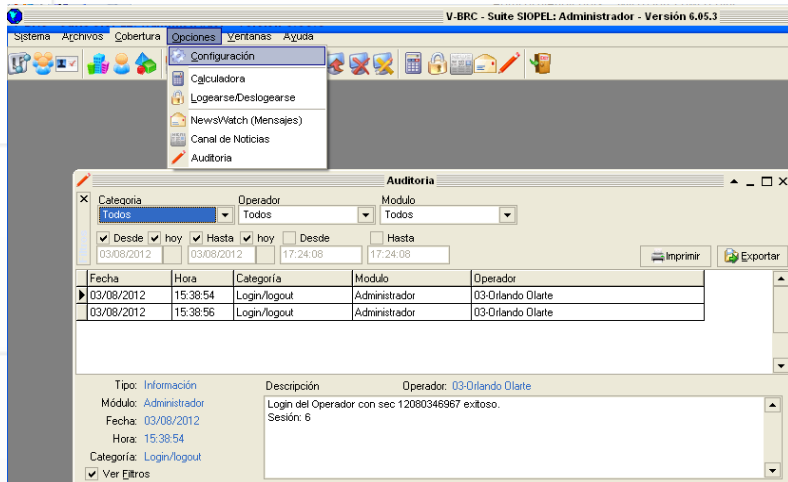 V-BRC - Suite SIOPEL: Administrador - Versión 6.05.3
Sistema Archivos Cobertura Opciones Ventanas Ayuda
Configuración
Calculadora
Logearse/Deslogearse
NewsWatch (Mensajes)
Canal de Noticias
Auditoria
Auditoria
Categoria Operador Modulo
Todos Todos Todos
Desde hoy Hasta hoy Desde Hasta
03/08/2012 03/08/2012 17:24:08 17:24:08 Imprimir Exportar
Fecha Hora Categoría Modulo Operador
03/08/2012 15:38:54 Login/logout Administrador 03-Orlando Olarte
03/08/2012 15:38:56 Login/logout Administrador 03-Orlando Olarte
Tipo: Información Descripción Operador: 03-Orlando Olarte
Módulo: Administrador Login del Operador con sec 12080346967 exitoso.
Fecha: 03/08/2012 Sesión: 6
Hora: 15:38:54
Categoría: Login/logout
Ver Filtros